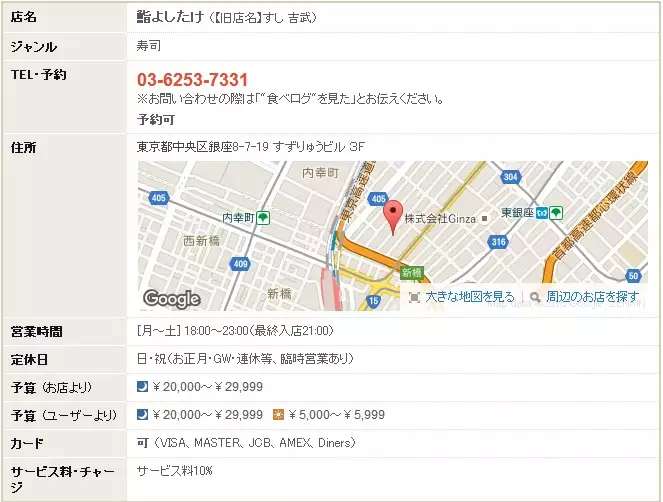 店名 鮨よしたけ (【旧店名】すし 吉武)
ジャンル 寿司
TEL・予約 03-6253-7331
※お問い合わせの際は「"食べログ"を見た」とお伝えください。
予約可
住所 東京都中央区銀座8-7-19 すずりゅうビル 3F
内幸町
東京高速道
304
405
405
内幸町
株式会社Ginza
東銀座
西新橋
316
首都高速都心環状線
409
新橋
50
新橋
15
Google
大きな地図を見る
周辺のお店を探す
営業時間 [月~土] 18:00~23:00(最終入店21:00)
定休日 日・祝(お正月・GW・連休等、臨時営業あり)
予算 (お店より) ¥20,000~¥29,999
予算 (ユーザーより) ¥20,000~¥29,999 ¥5,000~¥5,999
カード 可 (VISA、MASTER、JCB、AMEX、Diners)
サービス料・チャー
ジ
サービス料10%